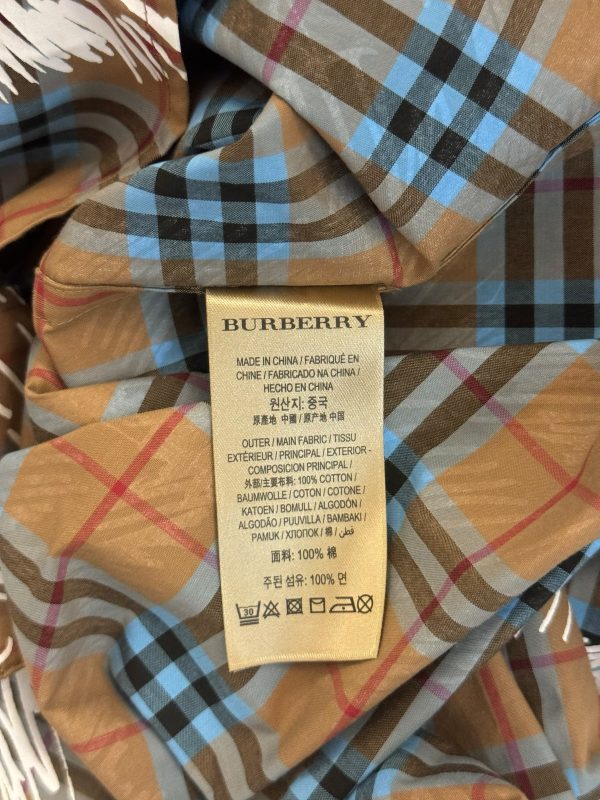 BURBERRY
MADE IN CHINA / FABRIQUÉ EN
CHINE / FABRICADO NA CHINA /
HECHO EN CHINA
원산지: 중국
原產地 中國 / 原产地 中国
OUTER / MAIN FABRIC / TISSU
EXTÉRIEUR / PRINCIPAL / EXTERIOR -
COMPOSICION PRINCIPAL /
外部/主要布料: 100% COTTON /
BAUMWOLLE / COTON / COTONE /
KATOEN / BOMULL / ALGODÓN /
ALGODÃO / PUUVILLA / BAMBAKI /
PAMUK / ХЛОПОК / 棉 / قطن
面料: 100% 棉
주된 섬유: 100% 면
30